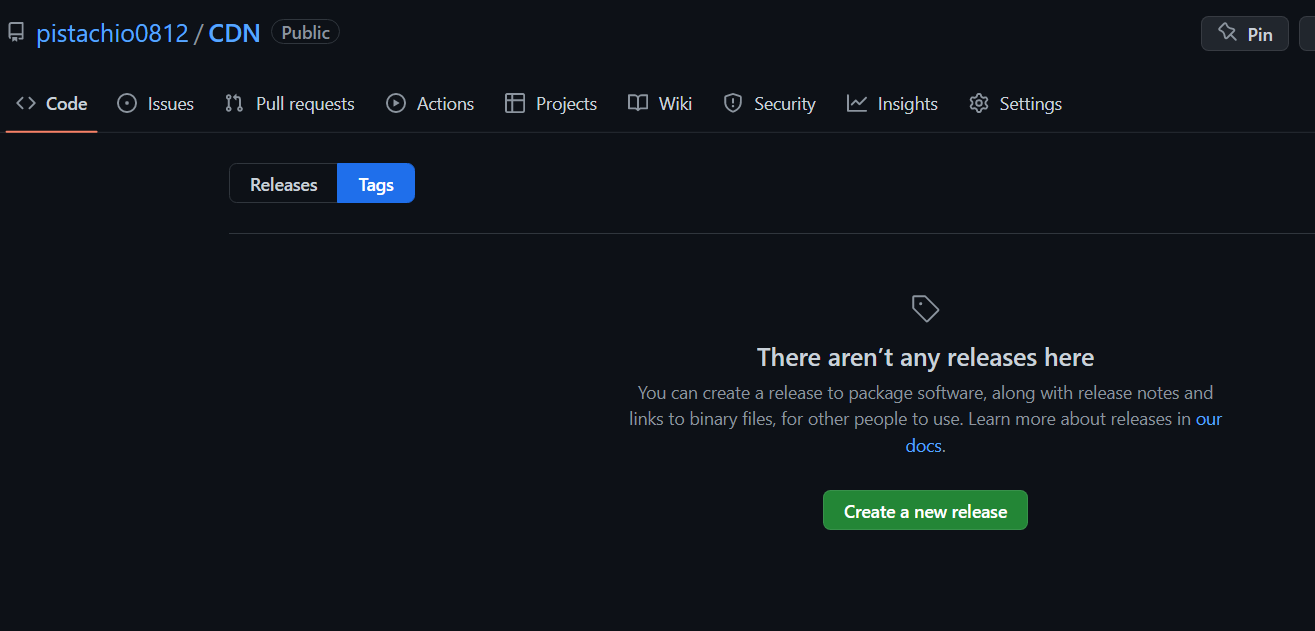 pistachio0812 / CDN Public Pin
Code Issues Pull requests Actions Projects Wiki Security Insights Settings
Releases Tags
There aren’t any releases here
You can create a release to package software, along with release notes and
links to binary files, for other people to use. Learn more about releases in our
docs.
Create a new release